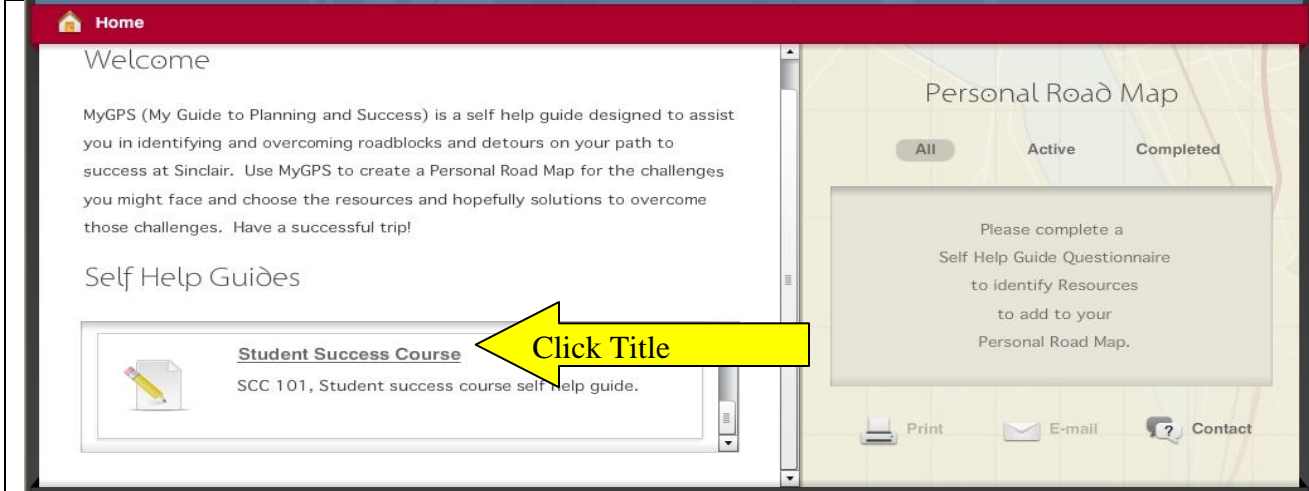 Home
Welcome
MyGPS (My Guide to Planning and Success) is a self help guide designed to assist
you in identifying and overcoming roadblocks and detours on your path to
success at Sinclair. Use MyGPS to create a Personal Road Map for the challenges
you might face and choose the resources and hopefully solutions to overcome
those challenges. Have a successful trip!
Self Help Guides
Student Success Course
SCC 101, Student success course self help guide.
Click Title
Personal Road Map
All Active Completed
Please complete a
Self Help Guide Questionnaire
to identify Resources
to add to your
Personal Road Map.
Print E-mail Contact